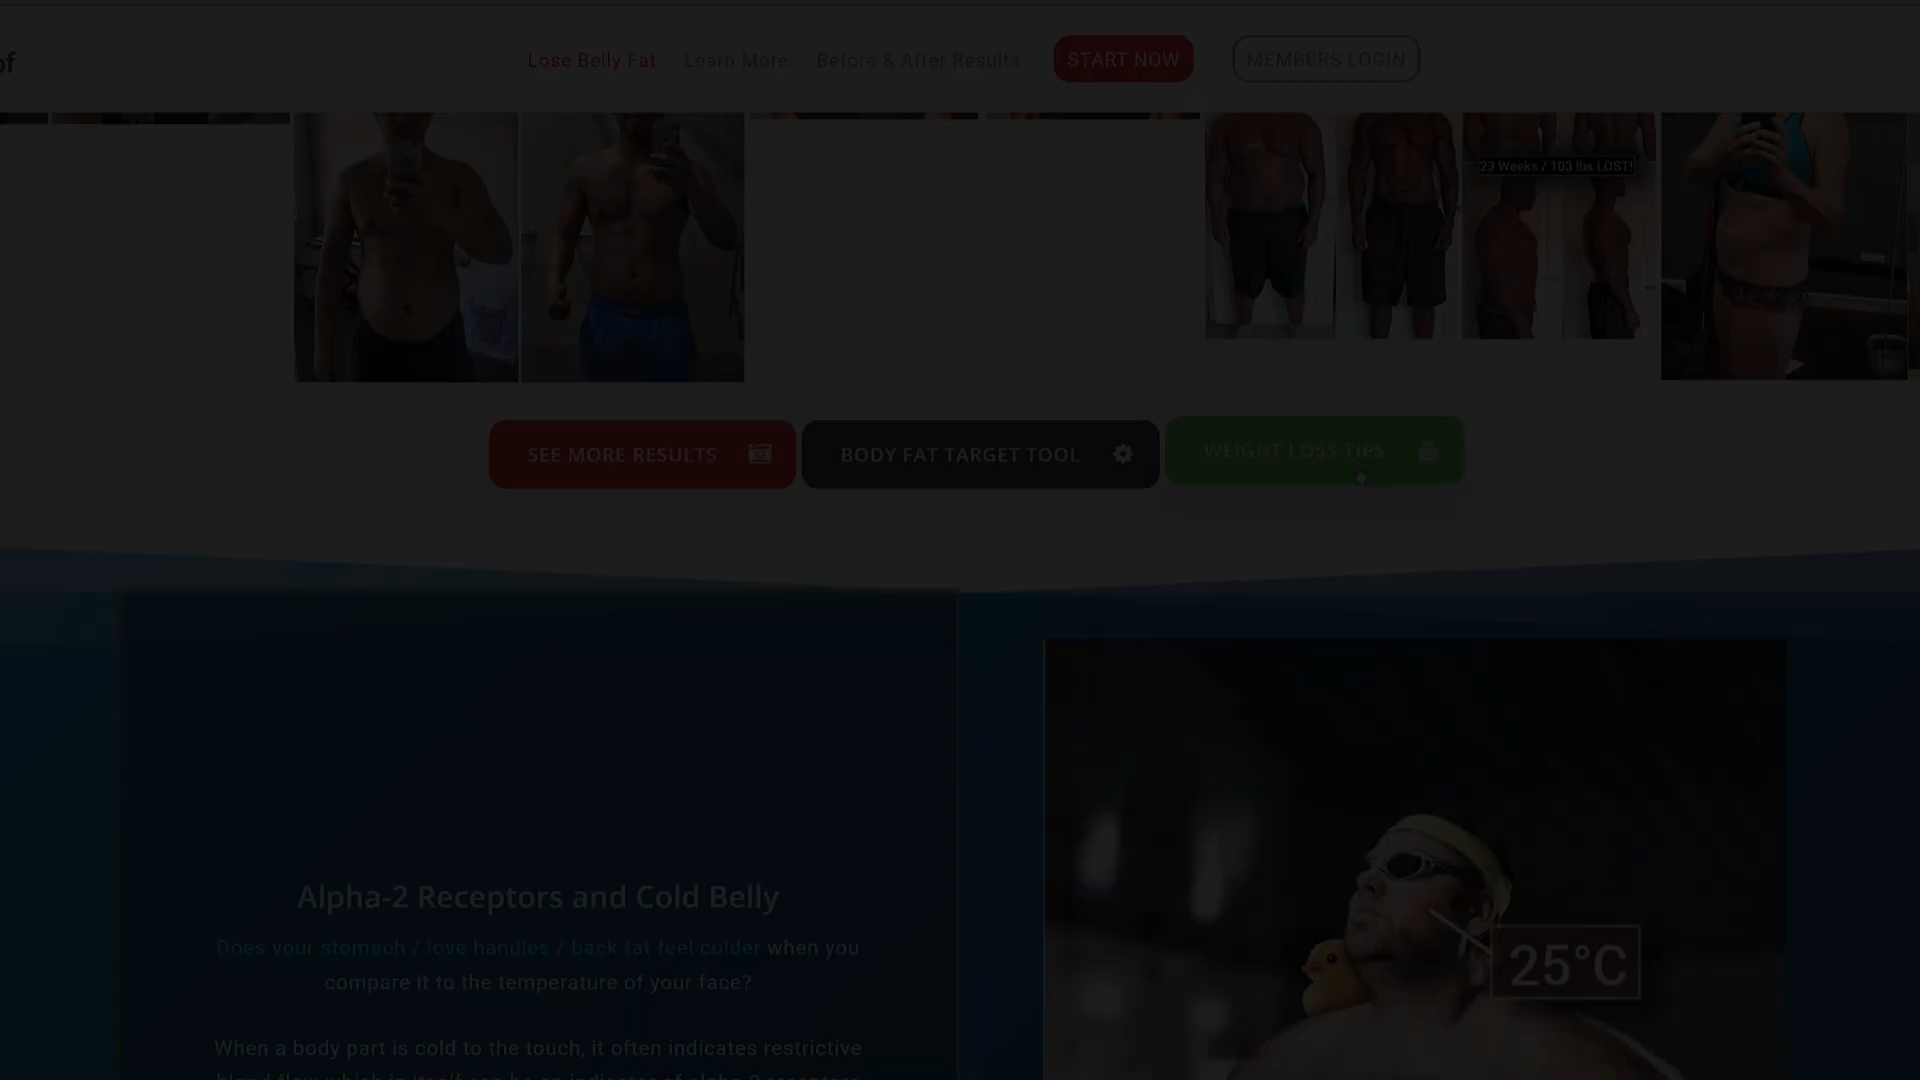 of
Lose Belly Fat Learn More Before & After Results START NOW MEMBERS LOGIN
23 Weeks / 103 lbs LOST!
SEE MORE RESULTS BODY FAT TARGET TOOL WEIGHT LOSS TIPS
Alpha-2 Receptors and Cold Belly
Does your stomach / love handles / back fat feel colder when you
compare it to the temperature of your face?
25°C
When a body part is cold to the touch, it often indicates restrictive